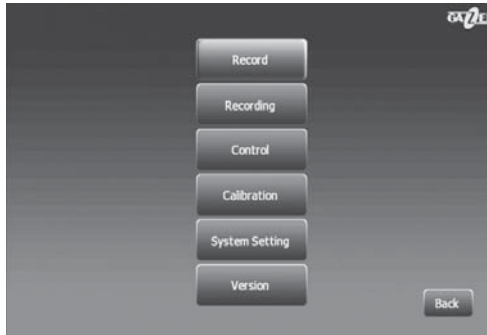 Record
Recording
Control
Calibration
System Setting
Version
Back